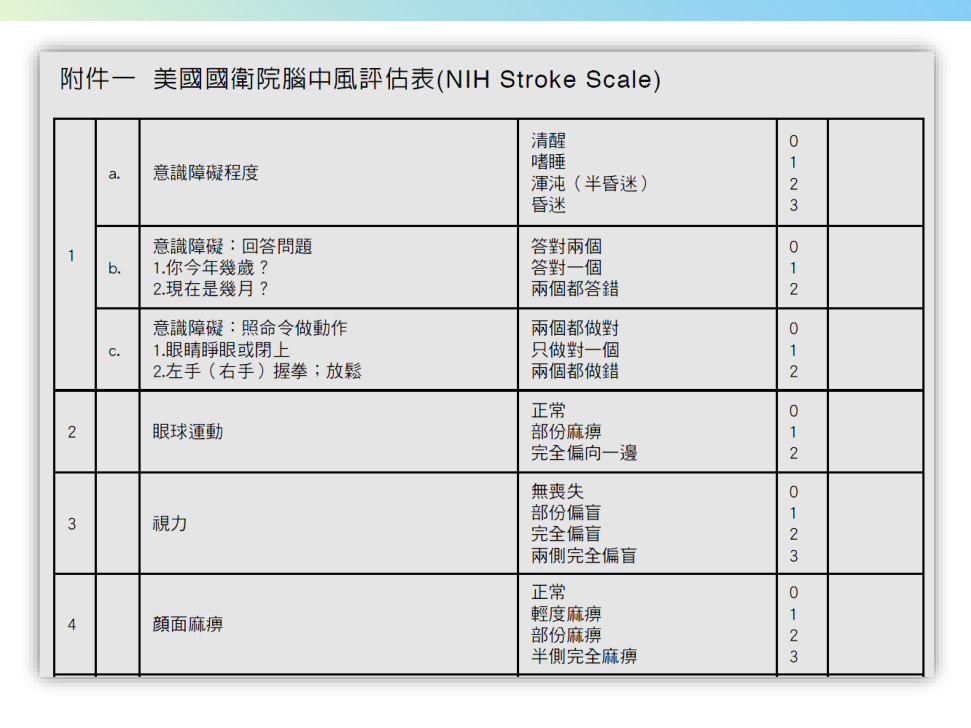 附件一 美國國衛院腦中風評估表(NIH Stroke Scale)
1
a.
意識障礙程度
清醒 0
嗜睡 1
渾沌（半昏迷） 2
昏迷 3
b.
意識障礙：回答問題
1.你今年幾歲？
2.現在是幾月？
答對兩個 0
答對一個 1
兩個都答錯 2
c.
意識障礙：照命令做動作
1.眼睛睜眼或閉上
2.左手（右手）握拳；放鬆
兩個都做對 0
只做對一個 1
兩個都做錯 2
2
眼球運動
正常 0
部份麻痹 1
完全偏向一邊 2
3
視力
無喪失 0
部份偏盲 1
完全偏盲 2
兩側完全偏盲 3
4
顏面麻痹
正常 0
輕度麻痹 1
部份麻痹 2
半側完全麻痹 3